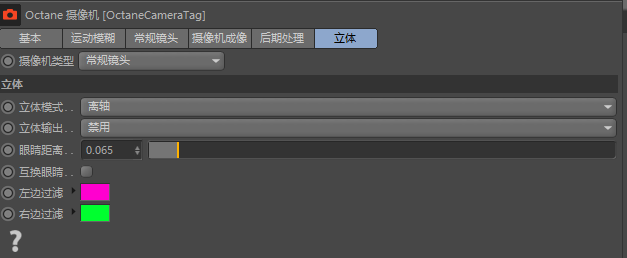 Octane 摄像机 [OctaneCameraTag]
基本 运动模糊 常规镜头 摄像机成像 后期处理 立体
摄像机类型 常规镜头
立体
立体模式.. 离轴
立体输出.. 禁用
眼睛距离.. 0.065
互换眼睛..
左边过滤
右边过滤
?